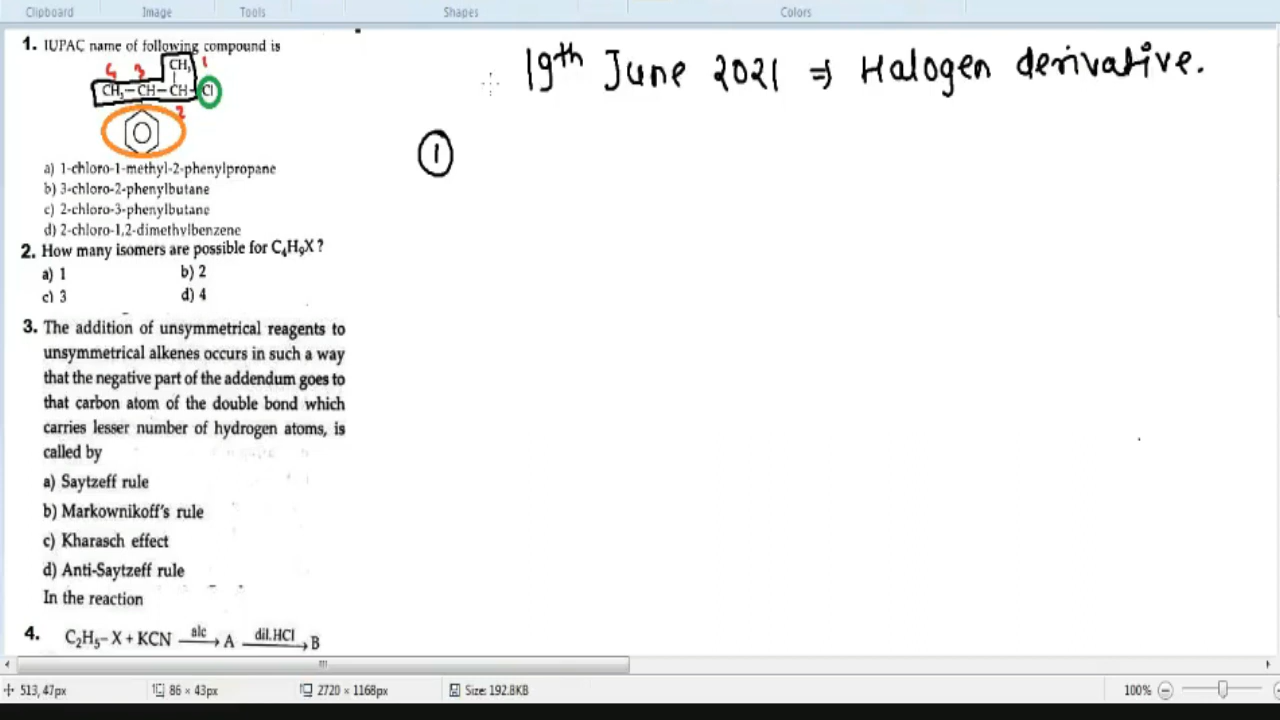 Clipboard Image Tools Shapes Colors
1. IUPAC name of following compound is
19th June 2021 ⇒ Halogen derivative.
CH3 1
4 3
CH3 – CH – CH – Cl
2
①
a) 1-chloro-1-methyl-2-phenylpropane
b) 3-chloro-2-phenylbutane
c) 2-chloro-3-phenylbutane
d) 2-chloro-1,2-dimethylbenzene
2. How many isomers are possible for C4H9X?
a) 1 b) 2
c) 3 d) 4
3. The addition of unsymmetrical reagents to
unsymmetrical alkenes occurs in such a way
that the negative part of the addendum goes to
that carbon atom of the double bond which
carries lesser number of hydrogen atoms, is
called by
a) Saytzeff rule
b) Markownikoff's rule
c) Kharasch effect
d) Anti-Saytzeff rule
In the reaction
4. C2H5–X + KCN —alc→ A —dil.HCl→ B
513, 47px 86 × 43px 2720 × 1168px Size: 192.8KB 100%